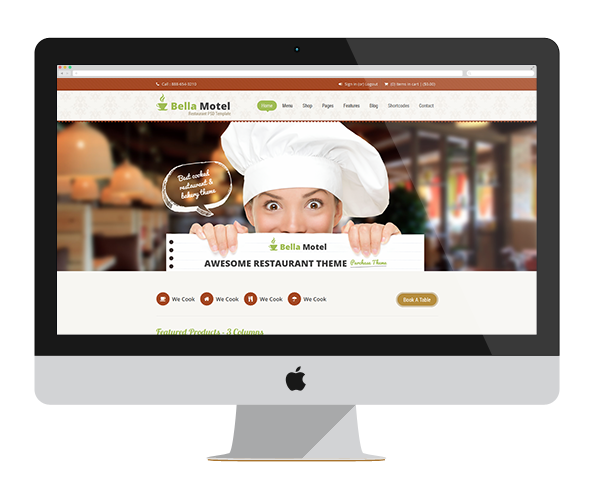 Call : 888-654-3210 Sign in or Logout (0) items in cart | ($0.00)
Bella Motel
Restaurant PSD Template
Home Menu Shop Pages Features Blog Shortcodes Contact
Best cooked
restaurant &
bakery theme
Bella Motel
AWESOME RESTAURANT THEME Purchase Theme
We Cook We Cook We Cook We Cook Book A Table
Featured Products - 3 Columns